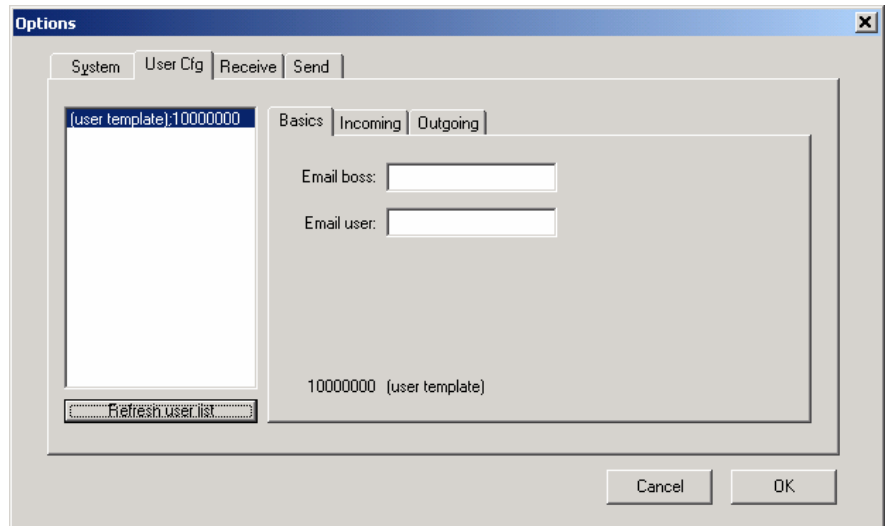 Options
System User Cfg Receive Send
(user template);10000000
Basics Incoming Outgoing
Email boss:
Email user:
10000000 (user template)
Refresh user list
Cancel OK